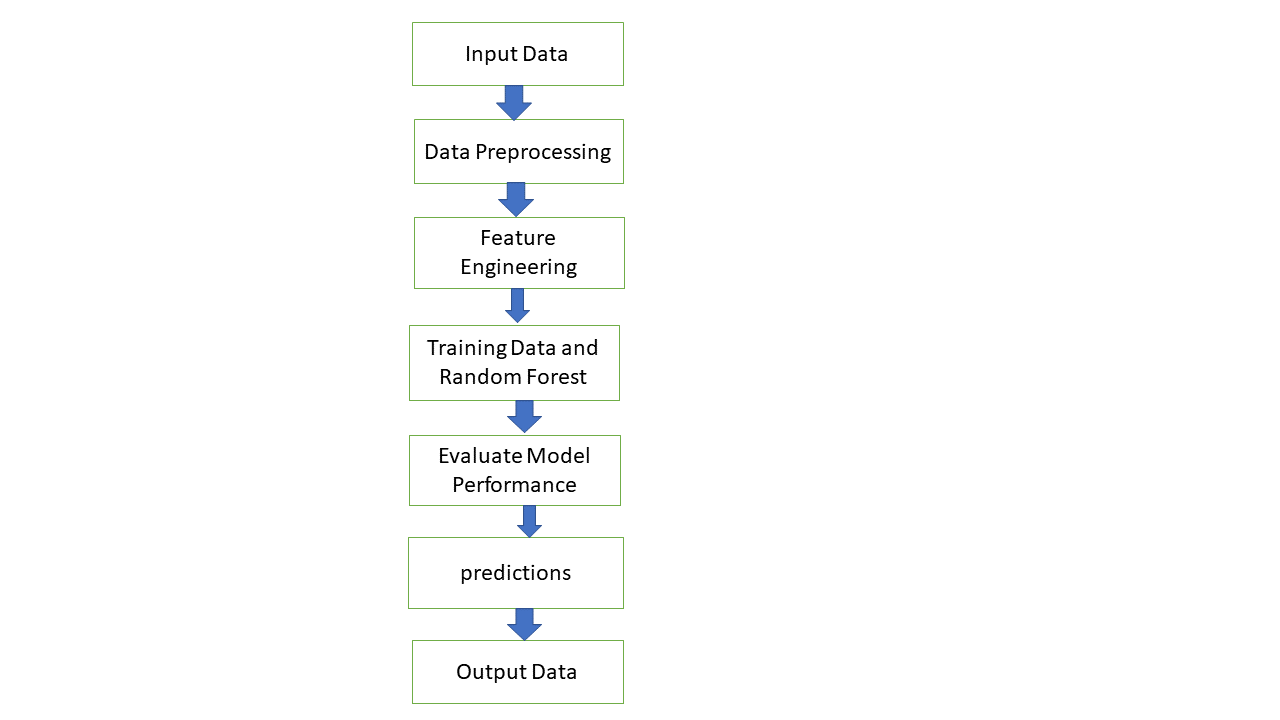 Input Data
Data Preprocessing
Feature
Engineering
Training Data and
Random Forest
Evaluate Model
Performance
predictions
Output Data